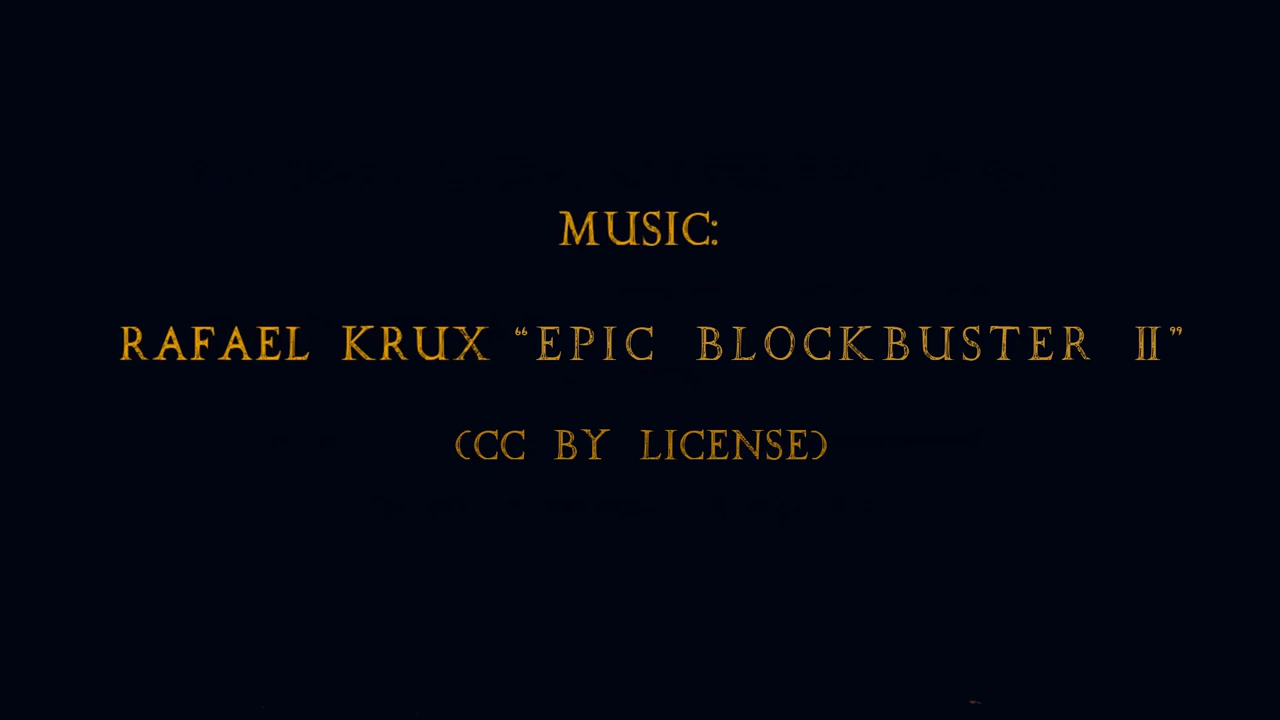 MUSIC:
RAFAEL KRUX “EPIC BLOCKBUSTER II”
(CC BY LICENSE)